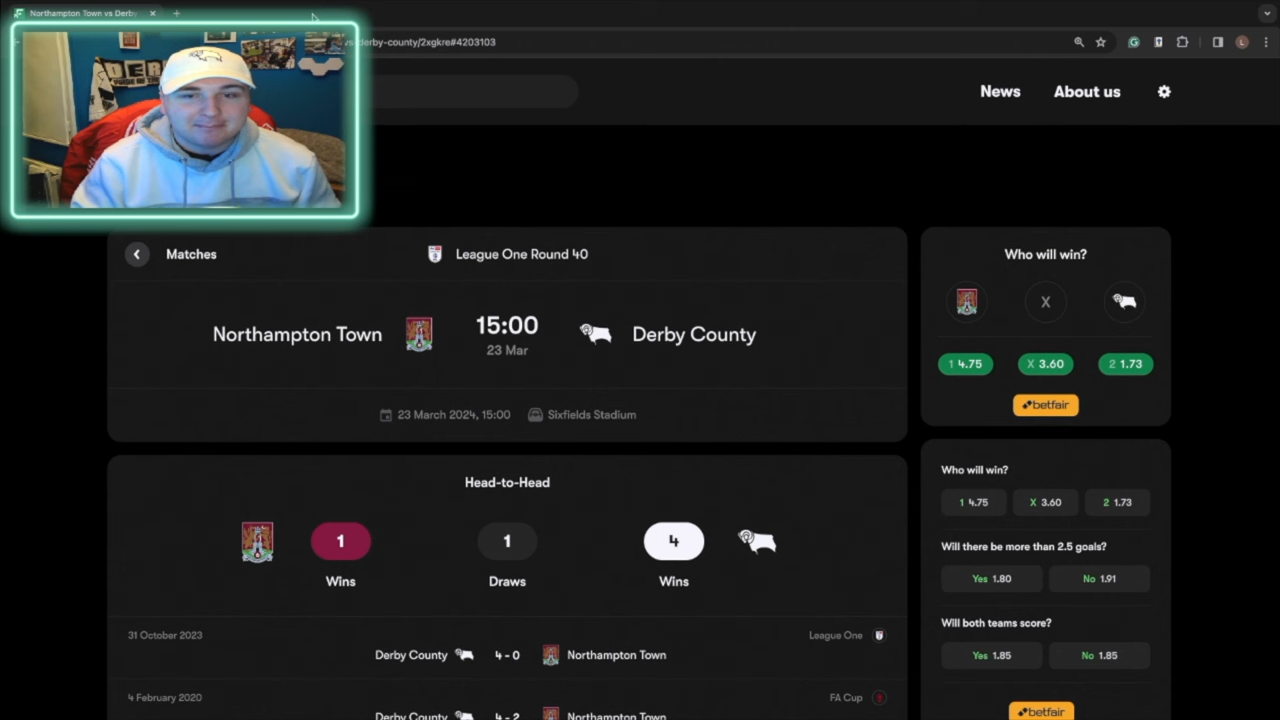 Northampton Town vs Derby
derby-county/2xgkre#4203103
News
About us
Matches
League One Round 40
Northampton Town
15:00
23 Mar
Derby County
23 March 2024, 15:00
Sixfields Stadium
Head-to-Head
1
1
4
Wins
Draws
Wins
31 October 2023
League One
Derby County
4 - 0
Northampton Town
4 February 2020
FA Cup
Derby County
4 - 2
Northampton Town
Who will win?
X
1 4.75
X 3.60
2 1.73
betfair
Who will win?
1 4.75
X 3.60
2 1.73
Will there be more than 2.5 goals?
Yes 1.80
No 1.91
Will both teams score?
Yes 1.85
No 1.85
betfair